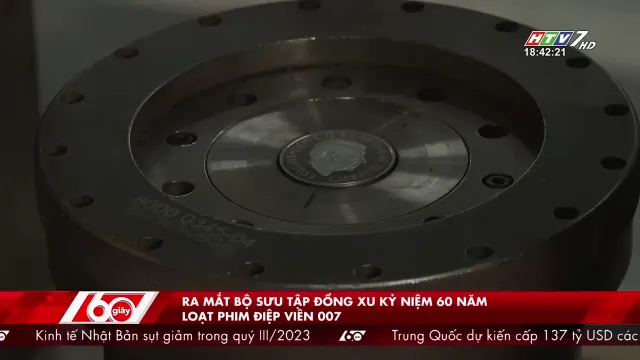 HTV7 HD
18:42:21
60 giây
RA MẮT BỘ SƯU TẬP ĐỒNG XU KỶ NIỆM 60 NĂM
LOẠT PHIM ĐIỆP VIÊN 007
Kinh tế Nhật Bản sụt giảm trong quý III/2023
60 Trung Quốc dự kiến cấp 137 tỷ USD các